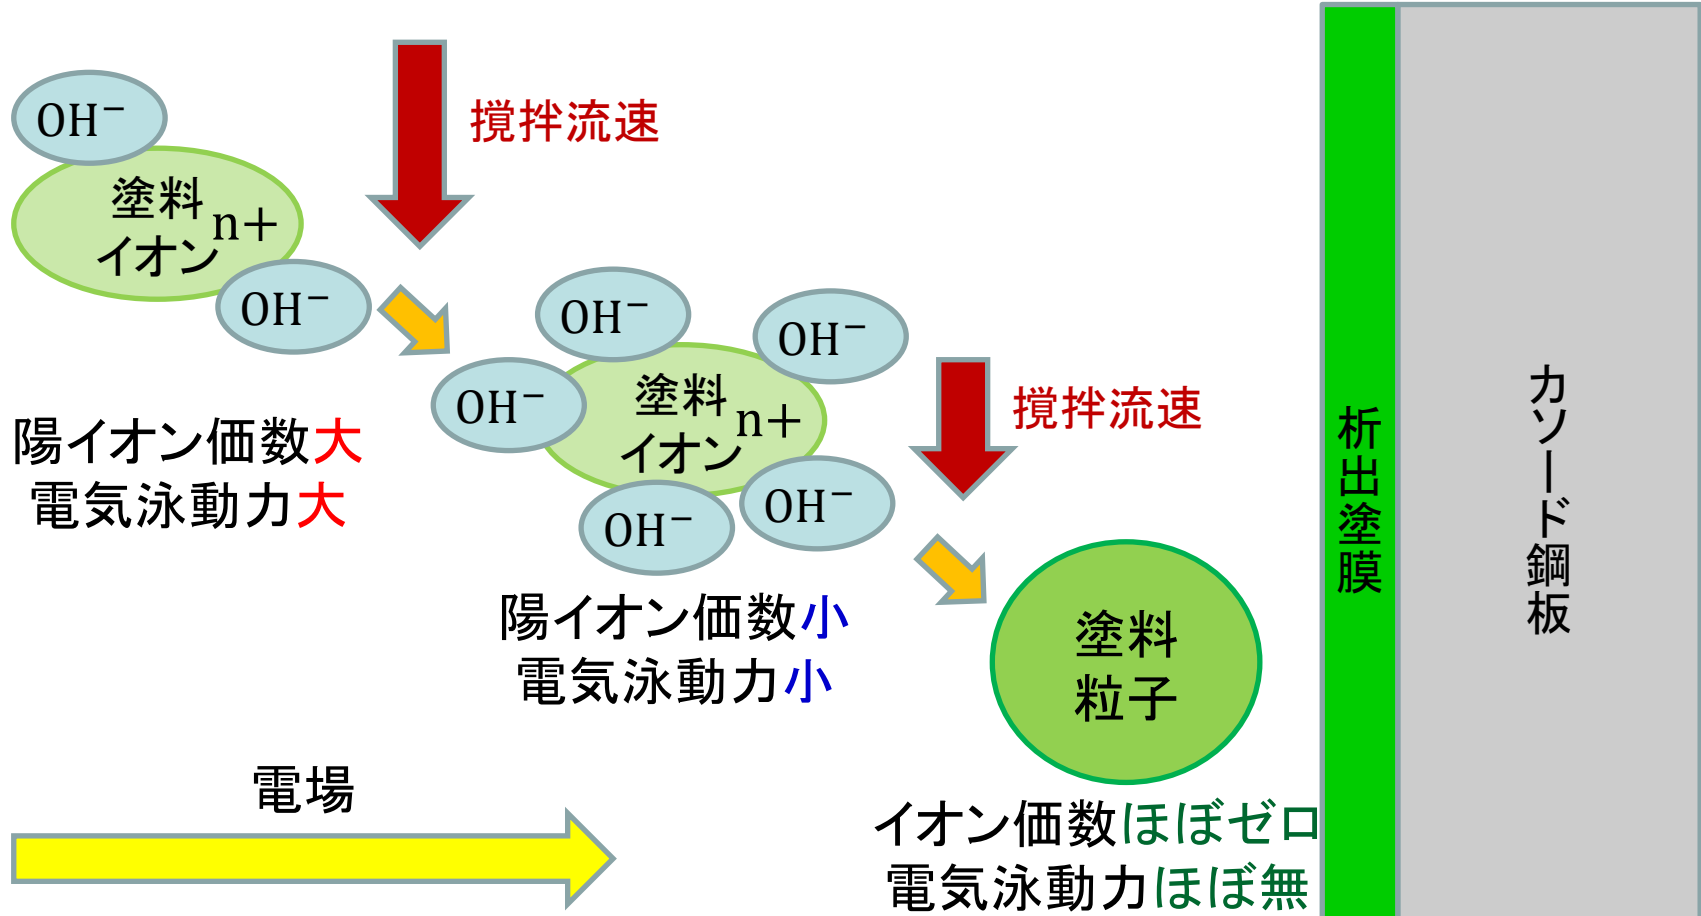 OH⁻
撹拌流速
塗料
イオン n+
OH⁻
陽イオン価数大
電気泳動力大
OH⁻
OH⁻
OH⁻
塗料
イオン n+
OH⁻
OH⁻
撹拌流速
陽イオン価数小
電気泳動力小
塗料
粒子
イオン価数ほぼゼロ
電気泳動力ほぼ無
電場
析出塗膜
カソード鋼板